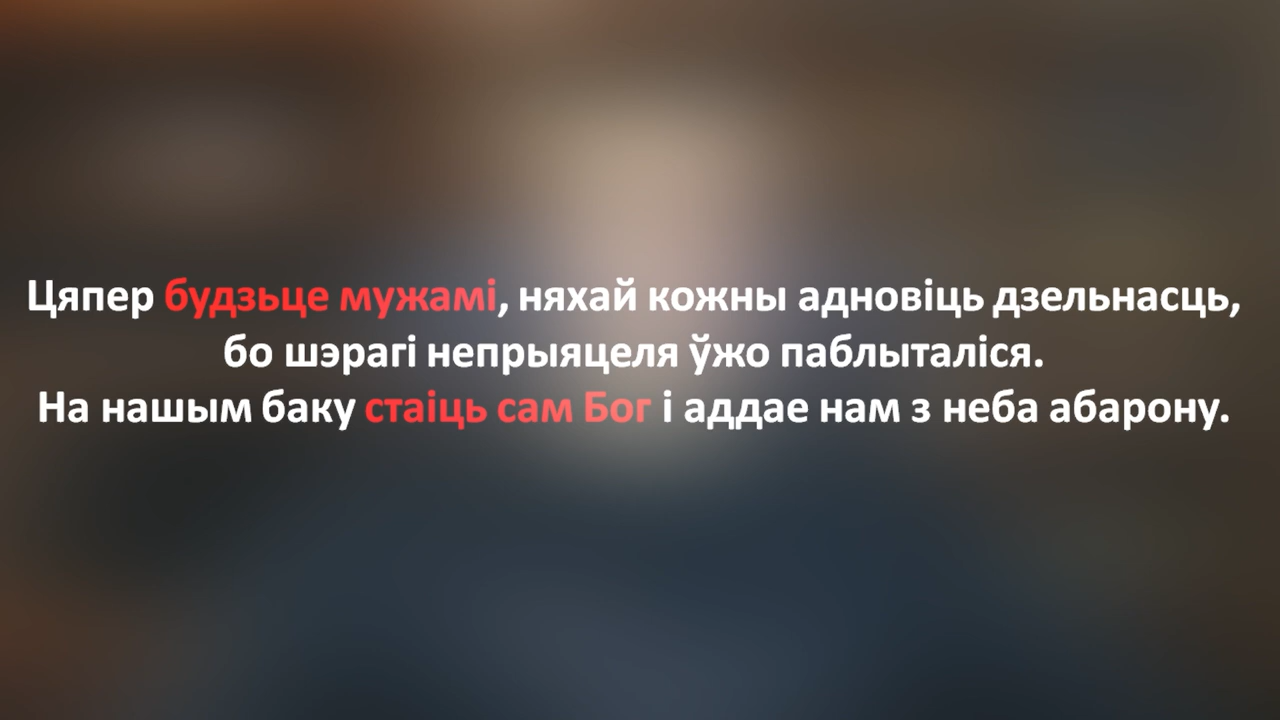 Цяпер будзьце мужамі, няхай кожны адновіць дзельнасць,
бо шэрагі непрыяцеля ўжо паблыталіся.
На нашым баку стаіць сам Бог і аддае нам з неба абарону.